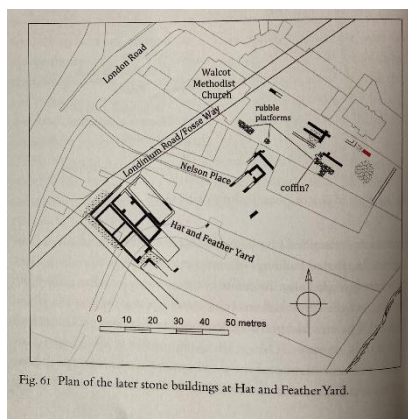 London Road
Walcot
Methodist
Church
rubble
platforms
Londinium Road/Fosse Way
Nelson Place
coffin?
Hat and Feather Yard
0 10 20 30 40 50 metres
Fig. 61 Plan of the later stone buildings at Hat and Feather Yard.